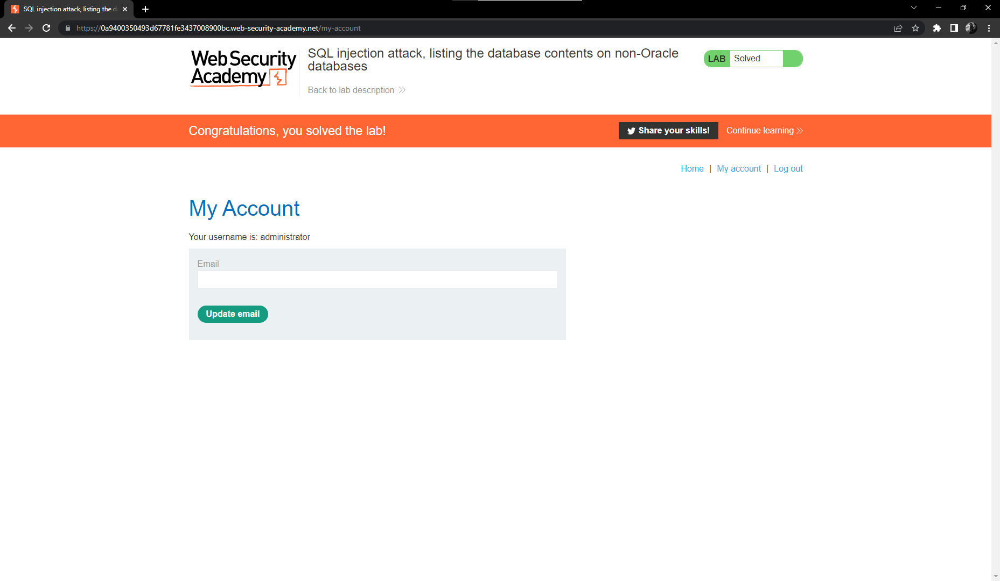 SQL injection attack, listing the d
https://0a9400350493d67781fe3437008900bc.web-security-academy.net/my-account
Web Security
Academy
SQL injection attack, listing the database contents on non-Oracle
databases
Back to lab description
LAB Solved
Congratulations, you solved the lab!
Share your skills! Continue learning
Home | My account | Log out
My Account
Your username is: administrator
Email
Update email